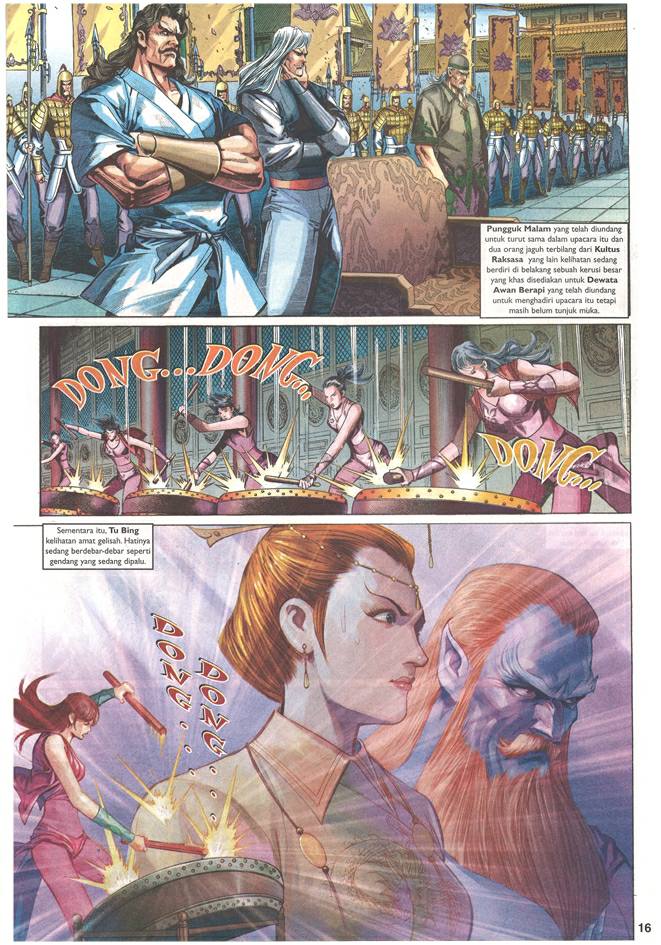 Pungguk Malam yang telah diundang
untuk turut sama dalam upacara itu dan
dua orang jaguh terbilang dari Kultus
Raksasa yang lain kelihatan sedang
berdiri di belakang sebuah kerusi besar
yang khas disediakan untuk Dewata
Awan Berapi yang telah diundang
untuk menghadiri upacara itu tetapi
masih belum tunjuk muka.
DONG...DONG...
DONG...
Sementara itu, Tu Bing
kelihatan amat gelisah. Hatinya
sedang berdebar-debar seperti
gendang yang sedang dipalu.
DONG...
DONG...
16